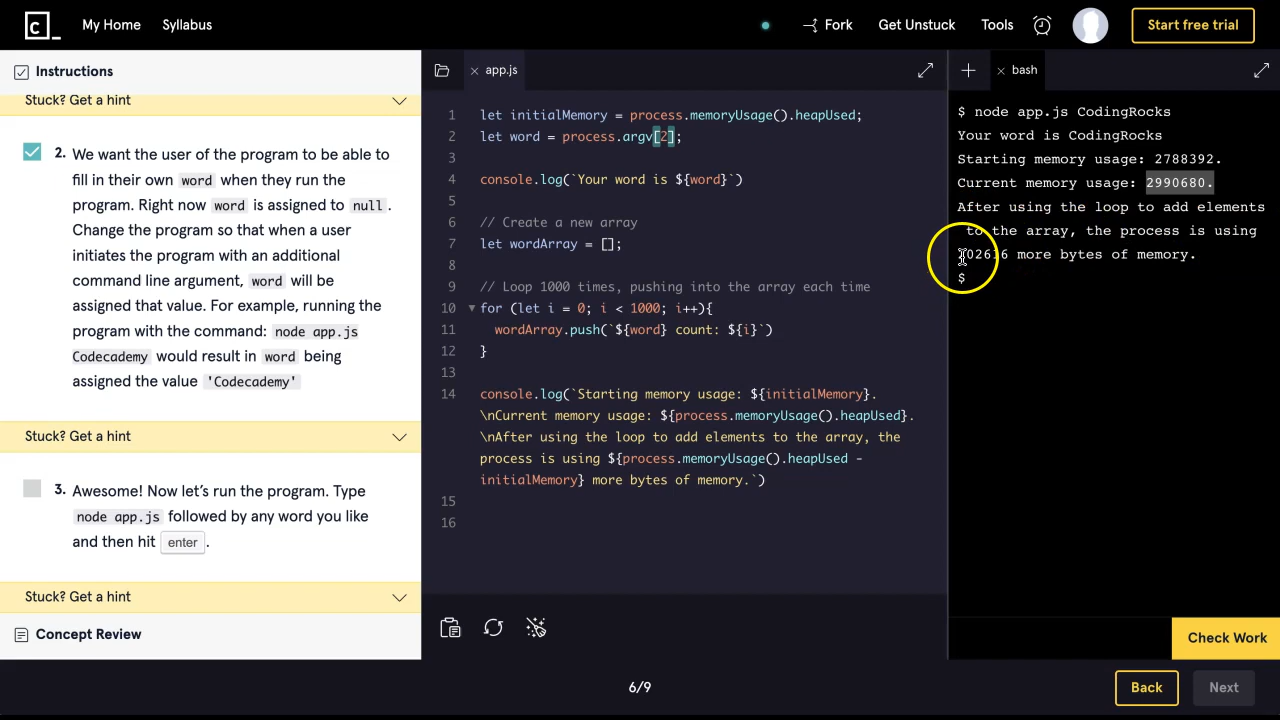 c_ My Home Syllabus Fork Get Unstuck Tools Start free trial
Instructions
Stuck? Get a hint
2. We want the user of the program to be able to
fill in their own word when they run the
program. Right now word is assigned to null.
Change the program so that when a user
initiates the program with an additional
command line argument, word will be
assigned that value. For example, running the
program with the command: node app.js
Codecademy would result in word being
assigned the value 'Codecademy'
Stuck? Get a hint
3. Awesome! Now let's run the program. Type
node app.js followed by any word you like
and then hit enter.
Stuck? Get a hint
Concept Review
app.js
1 let initialMemory = process.memoryUsage().heapUsed;
2 let word = process.argv[2];
3
4 console.log(`Your word is ${word}`)
5
6 // Create a new array
7 let wordArray = [];
8
9 // Loop 1000 times, pushing into the array each time
10 for (let i = 0; i < 1000; i++){
11 wordArray.push(`${word} count: ${i}`)
12 }
13
14 console.log(`Starting memory usage: ${initialMemory}.
\nCurrent memory usage: ${process.memoryUsage().heapUsed}.
\nAfter using the loop to add elements to the array, the
process is using ${process.memoryUsage().heapUsed -
initialMemory} more bytes of memory.`)
15
16
bash
$ node app.js CodingRocks
Your word is CodingRocks
Starting memory usage: 2788392.
Current memory usage: 2990680.
After using the loop to add elements
to the array, the process is using
more bytes of memory.
$
Check Work
6/9
Back Next